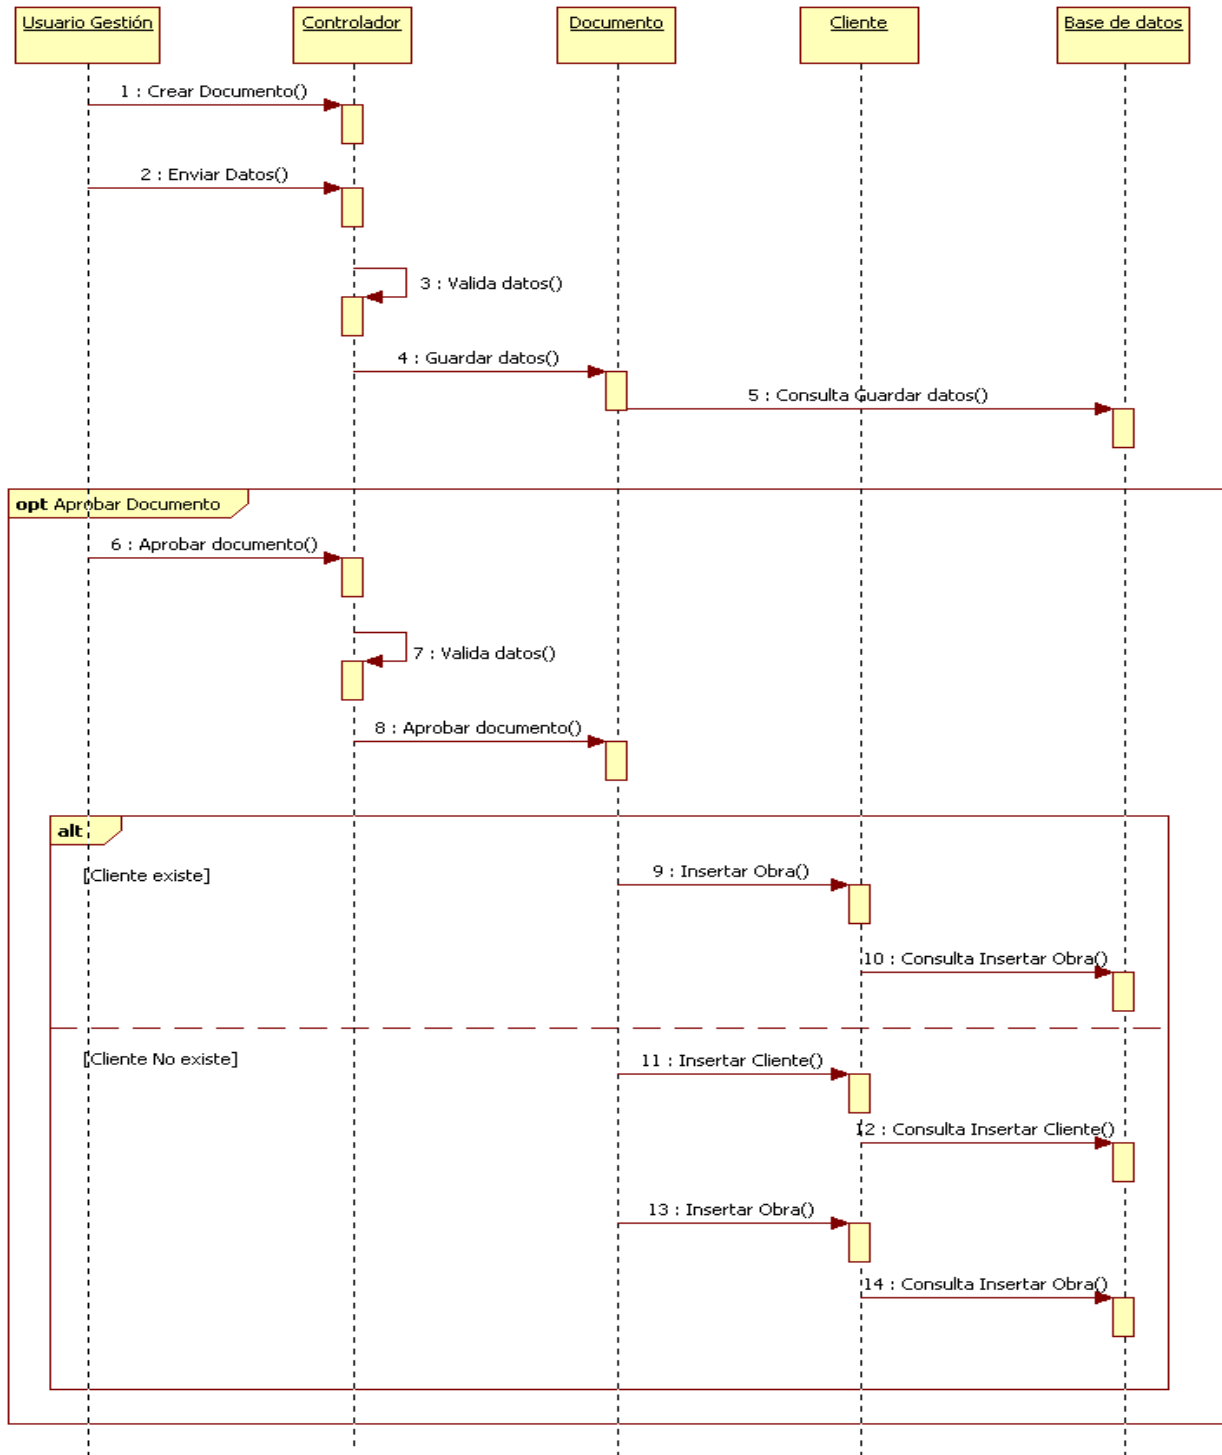 Usuario Gestión
Controlador
Documento
Cliente
Base de datos
1 : Crear Documento()
2 : Enviar Datos()
3 : Valida datos()
4 : Guardar datos()
5 : Consulta Guardar datos()
opt Aprobar Documento
6 : Aprobar documento()
7 : Valida datos()
8 : Aprobar documento()
alt
[Cliente existe]
9 : Insertar Obra()
10 : Consulta Insertar Obra()
[Cliente No existe]
11 : Insertar Cliente()
12 : Consulta Insertar Cliente()
13 : Insertar Obra()
14 : Consulta Insertar Obra()